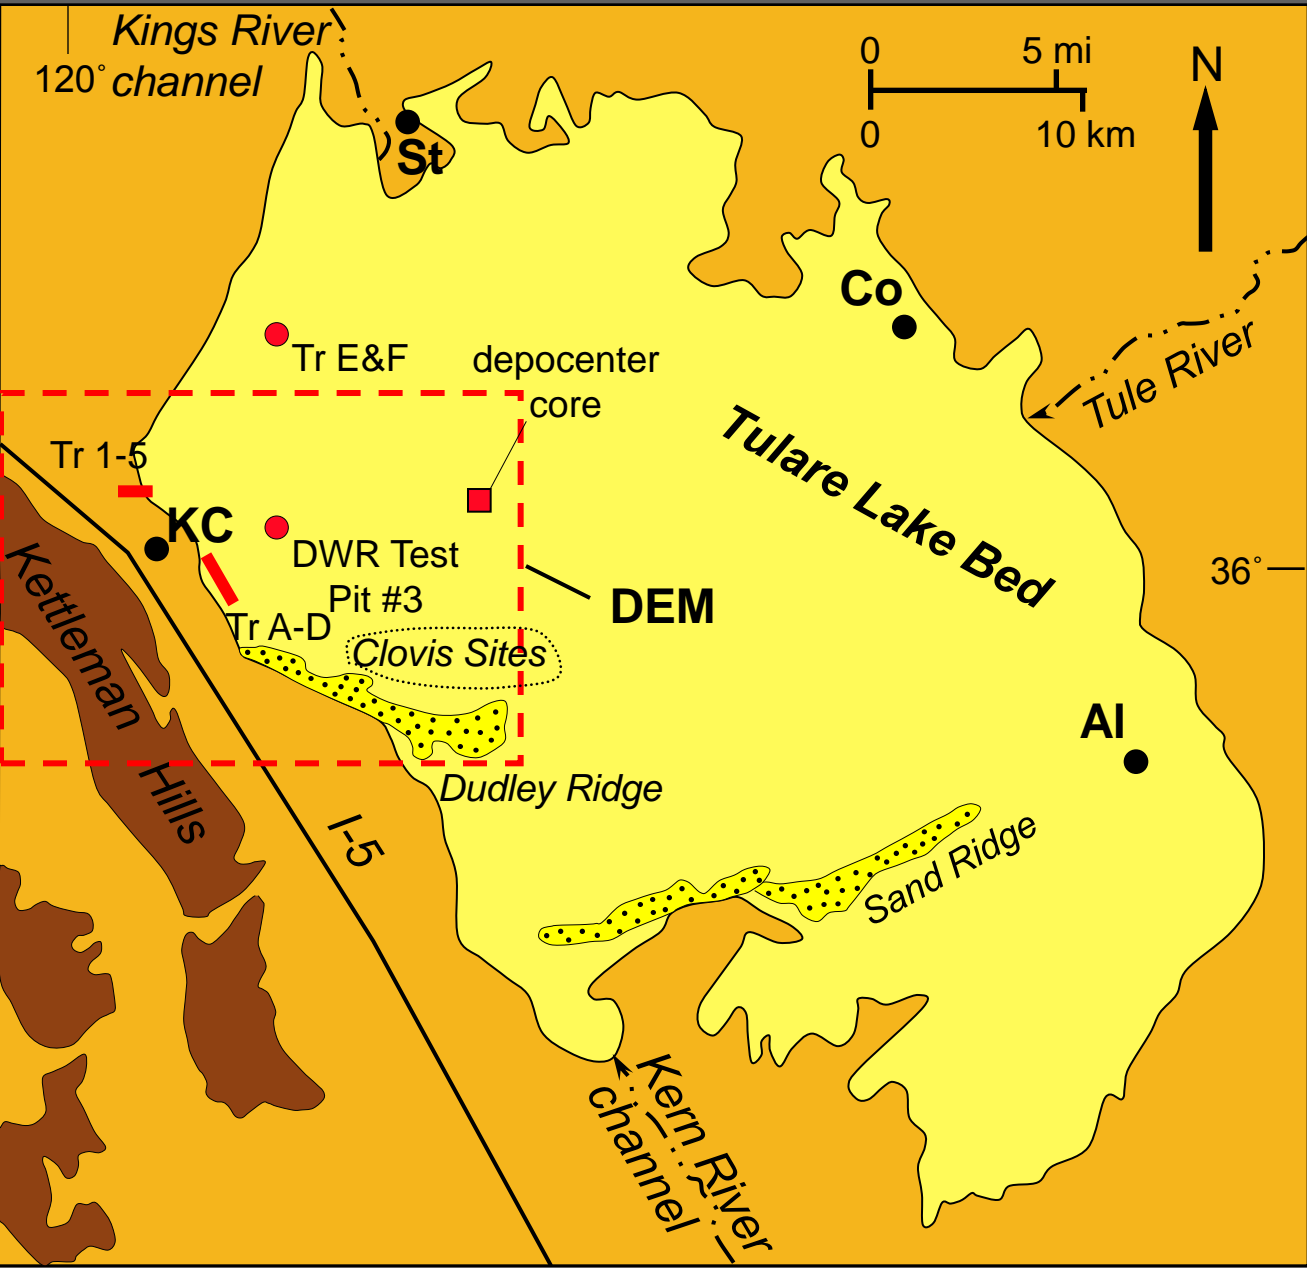 Kings River
channel
120°
St
0
5 mi
0
10 km
N
Co
Tule River
Tr E&F
depocenter
core
Tulare Lake Bed
Tr 1-5
KC
DWR Test
Pit #3
36°
DEM
Tr A-D
Clovis Sites
Kettleman
Hills
Al
Dudley Ridge
I-5
Sand Ridge
Kern River
channel